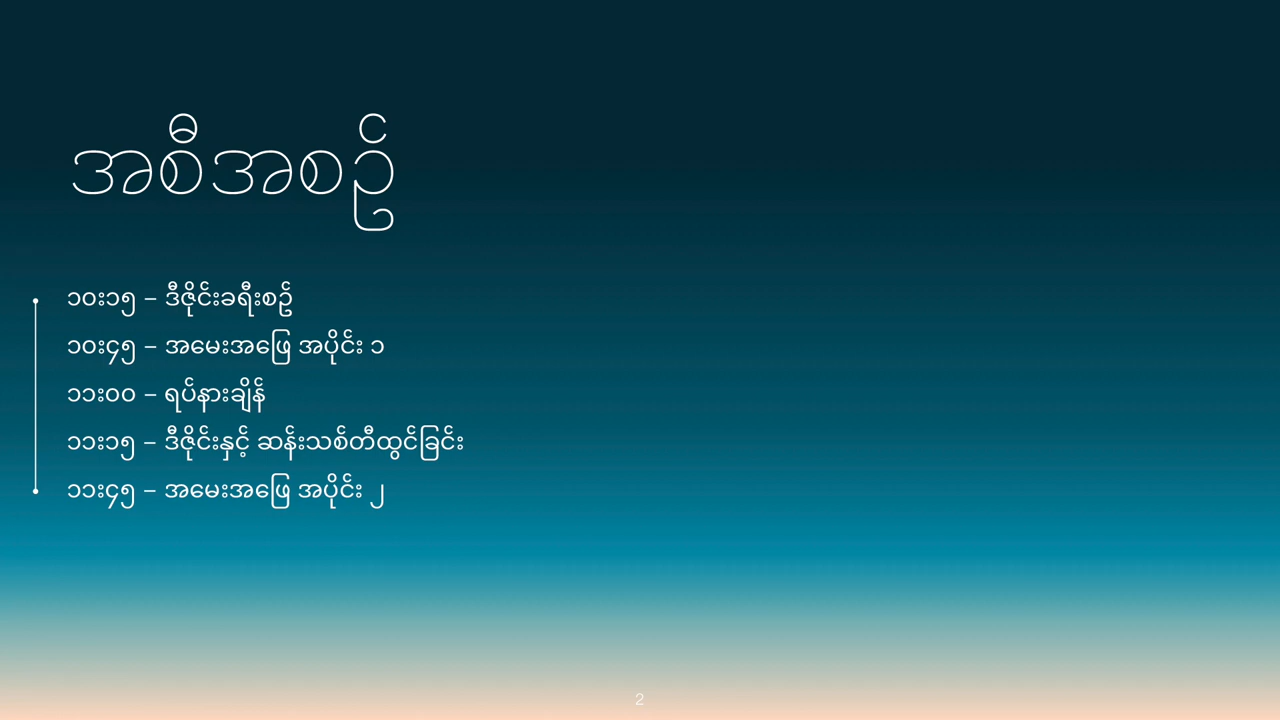 အစီအစဉ်
၁၀း၁၅ – ဒီဇိုင်းခရီးစဉ်
၁၀း၄၅ – အမေးအဖြေ အပိုင်း ၁
၁၁း၀၀ – ရပ်နားချိန်
၁၁း၁၅ – ဒီဇိုင်းနှင့် ဆန်းသစ်တီထွင်ခြင်း
၁၁း၄၅ – အမေးအဖြေ အပိုင်း ၂
2